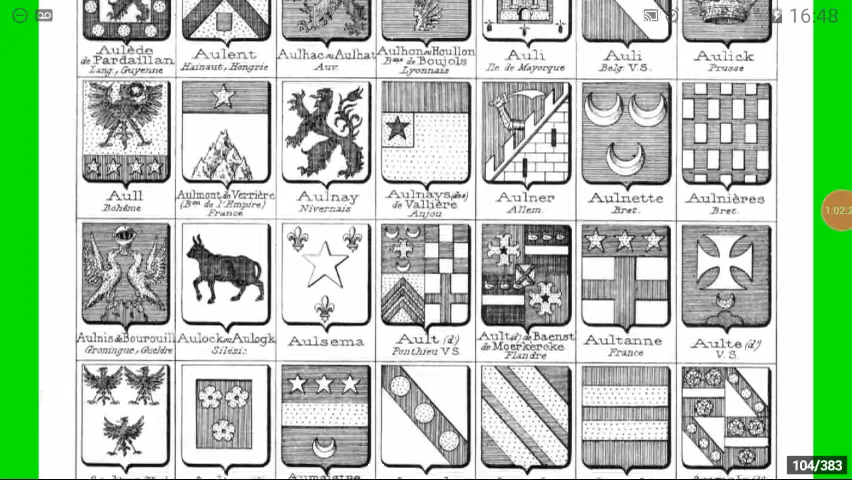 16:48
Aulède
de Pardaillan
Lang., Guyenne
Aulent
Hainaut, Hongrie
Aulhac ou Aulhat
Auv.
Aulhon ou Houllon
Bons de Boujols
Lyonnais
Auli
Ile de Mayorque
Auli
Belg. V.S.
Aulick
Prusse
Aull
Bohême
Aulmont de Verrière
(Bon de l'Empire)
France
Aulnay
Nivernais
Aulnays (des)
de Vallière
Anjou
Aulner
Allem.
Aulnette
Bret.
Aulnières
Bret.
Aulnis de Bourouill
Groningue, Gueldre
Aulock ou Aulogk
Silézie
Aulsema
Ault (d')
Ponthieu V.S.
Ault (d') de Baenst
de Moerkercke
Flandre
Aultanne
France
Aulte (d')
V. S.
1:02:2
104/383